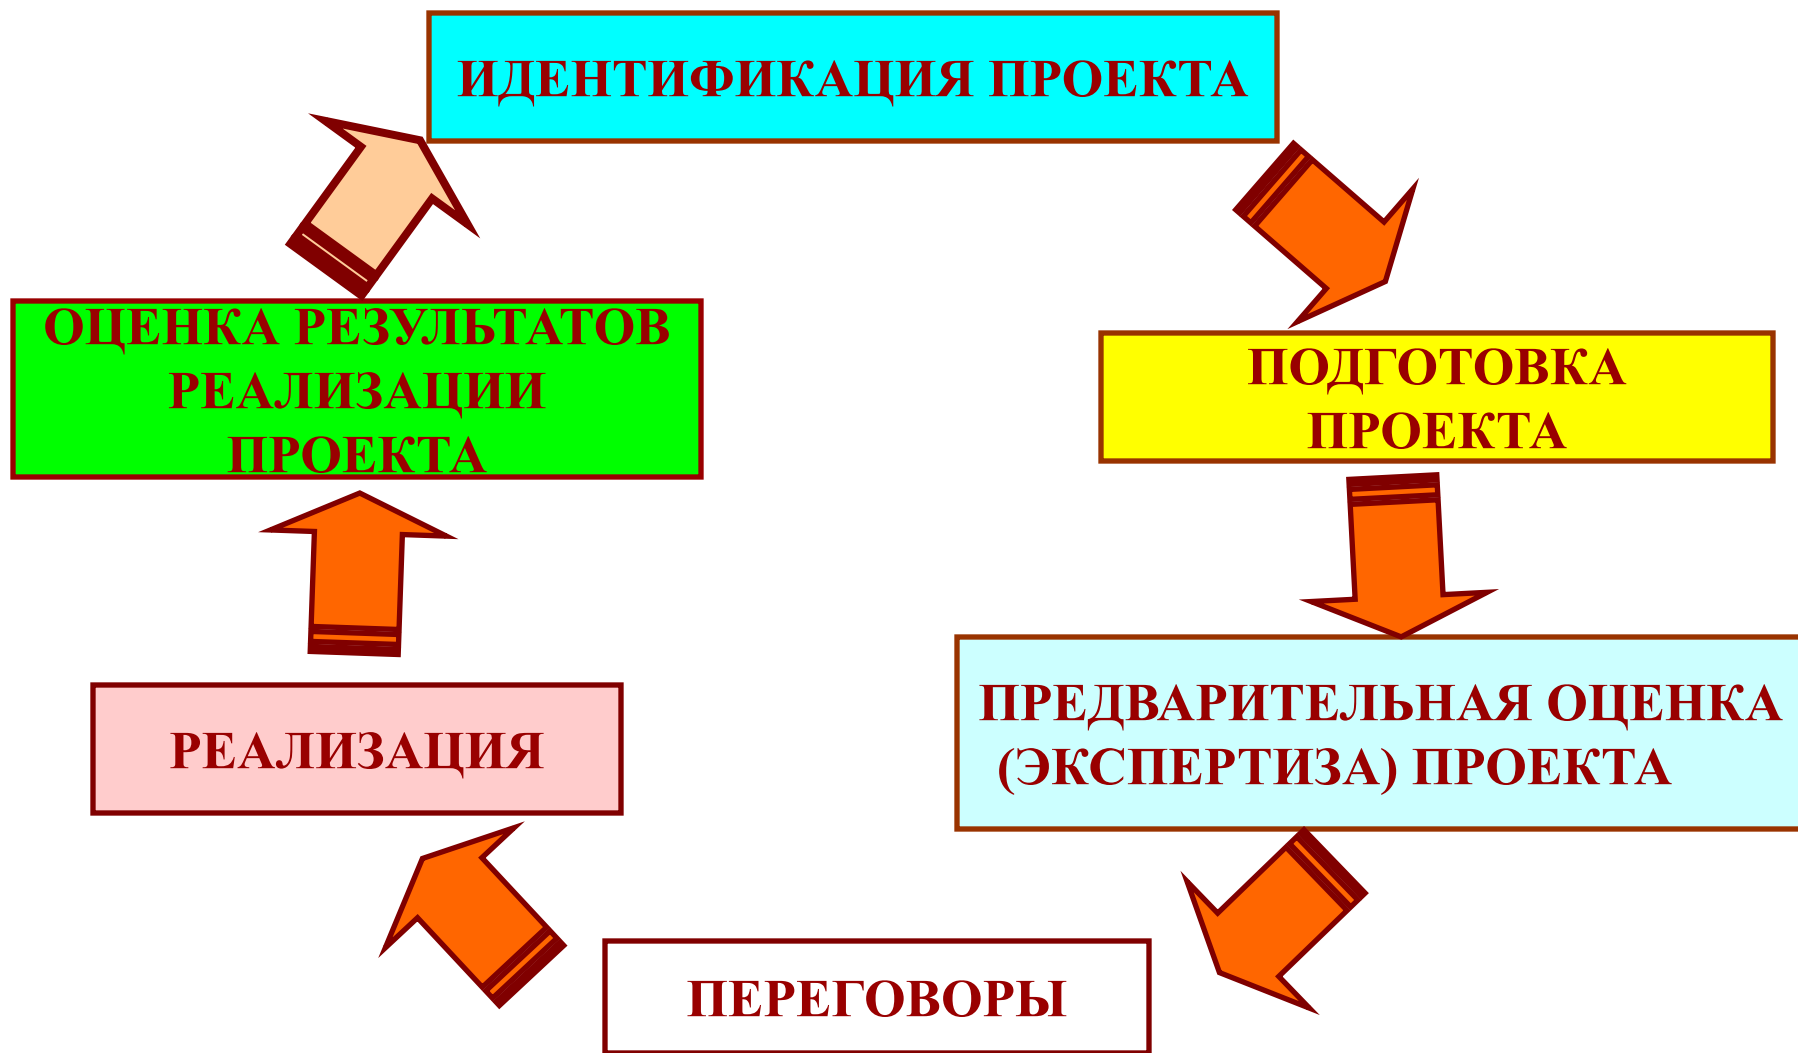 ИДЕНТИФИКАЦИЯ ПРОЕКТА
ПОДГОТОВКА
ПРОЕКТА
ПРЕДВАРИТЕЛЬНАЯ ОЦЕНКА
(ЭКСПЕРТИЗА) ПРОЕКТА
ПЕРЕГОВОРЫ
РЕАЛИЗАЦИЯ
ОЦЕНКА РЕЗУЛЬТАТОВ
РЕАЛИЗАЦИИ
ПРОЕКТА